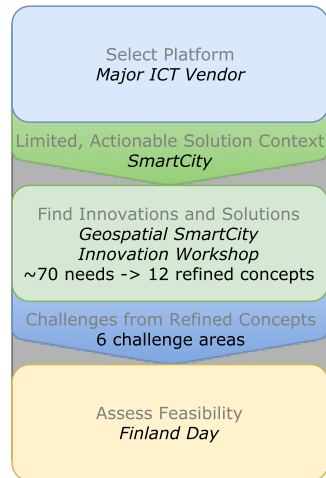 Select Platform
Major ICT Vendor
Limited, Actionable Solution Context
SmartCity
Find Innovations and Solutions
Geospatial SmartCity
Innovation Workshop
~70 needs -> 12 refined concepts
Challenges from Refined Concepts
6 challenge areas
Assess Feasibility
Finland Day